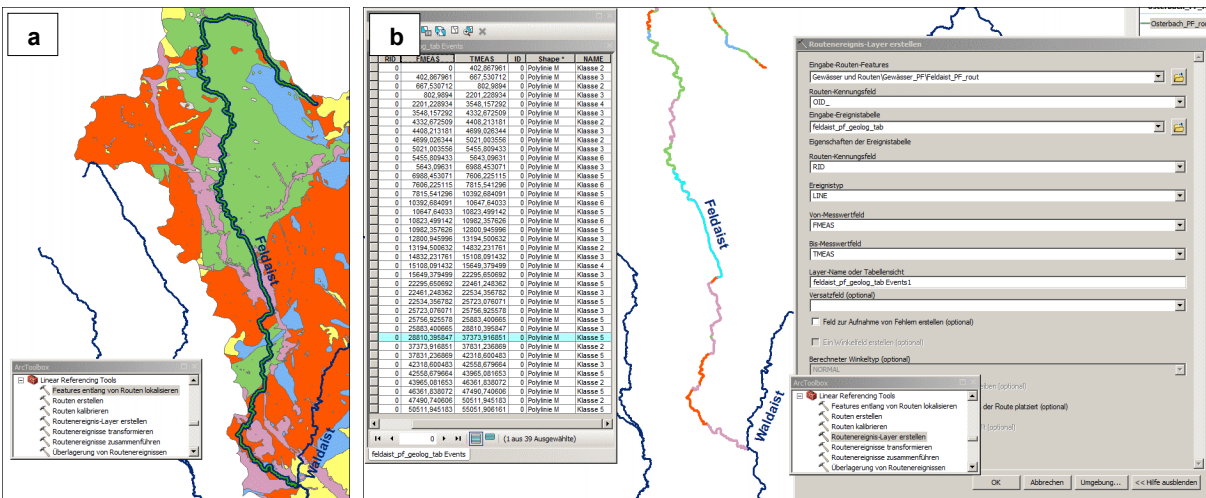 a
Feldaist
Waldaist
ArcToolbox
Linear Referencing Tools
Features entlang von Routen lokalisieren
Routen erstellen
Routen kalibrieren
Routenereignis-Layer erstellen
Routenereignisse transformieren
Routenereignisse zusammenführen
Überlagerung von Routenereignissen
b
_tab Events
RID FMEAS TMEAS ID Shape * NAME
0 0 402,867961 0 Polylinie M Klasse 2
0 402,867961 667,530712 0 Polylinie M Klasse 3
0 667,530712 802,9894 0 Polylinie M Klasse 2
0 802,9894 2201,228934 0 Polylinie M Klasse 3
0 2201,228934 3548,157292 0 Polylinie M Klasse 4
0 3548,157292 4332,672509 0 Polylinie M Klasse 2
0 4332,672509 4408,213181 0 Polylinie M Klasse 2
0 4408,213181 4699,026344 0 Polylinie M Klasse 3
0 4699,026344 5021,003556 0 Polylinie M Klasse 2
0 5021,003556 5455,809433 0 Polylinie M Klasse 3
0 5455,809433 5643,09631 0 Polylinie M Klasse 6
0 5643,09631 6988,453071 0 Polylinie M Klasse 3
0 6988,453071 7606,225115 0 Polylinie M Klasse 5
0 7606,225115 7815,541296 0 Polylinie M Klasse 6
0 7815,541296 10392,684091 0 Polylinie M Klasse 5
0 10392,684091 10647,64033 0 Polylinie M Klasse 6
0 10647,64033 10823,499142 0 Polylinie M Klasse 5
0 10823,499142 10982,357626 0 Polylinie M Klasse 6
0 10982,357626 12800,945996 0 Polylinie M Klasse 5
0 12800,945996 13194,500632 0 Polylinie M Klasse 3
0 13194,500632 14832,231761 0 Polylinie M Klasse 2
0 14832,231761 15108,091432 0 Polylinie M Klasse 3
0 15108,091432 15649,379499 0 Polylinie M Klasse 4
0 15649,379499 22295,650692 0 Polylinie M Klasse 3
0 22295,650692 22461,248362 0 Polylinie M Klasse 5
0 22461,248362 22534,356782 0 Polylinie M Klasse 3
0 22534,356782 25723,076071 0 Polylinie M Klasse 5
0 25723,076071 25756,925578 0 Polylinie M Klasse 3
0 25756,925578 25883,400665 0 Polylinie M Klasse 5
0 25883,400665 28810,395847 0 Polylinie M Klasse 3
0 28810,395847 37373,916851 0 Polylinie M Klasse 5
0 37373,916851 37831,236869 0 Polylinie M Klasse 2
0 37831,236869 42318,600483 0 Polylinie M Klasse 5
0 42318,600483 42558,679664 0 Polylinie M Klasse 3
0 42558,679664 43965,081653 0 Polylinie M Klasse 5
0 43965,081653 46361,838072 0 Polylinie M Klasse 2
0 46361,838072 47490,740606 0 Polylinie M Klasse 5
0 47490,740606 50511,945183 0 Polylinie M Klasse 2
0 50511,945183 55051,906161 0 Polylinie M Klasse 5
0 (1 aus 39 Ausgewählte)
feldaist_pf_geolog_tab Events
Feldaist
Waldaist
Osterbach_PF_rou
Routenereignis-Layer erstellen
Eingabe-Routen-Features
Gewässer und Routen\Gewässer_PF\Feldaist_PF_rout
Routen-Kennungsfeld
OID_
Eingabe-Ereignistabelle
feldaist_pf_geolog_tab
Eigenschaften der Ereignistabelle
Routen-Kennungsfeld
RID
Ereignistyp
LINE
Von-Messwertfeld
FMEAS
Bis-Messwertfeld
TMEAS
Layer-Name oder Tabellensicht
feldaist_pf_geolog_tab Events1
Versatzfeld (optional)
Feld zur Aufnahme von Fehlern erstellen (optional)
Ein Winkelfeld erstellen (optional)
Berechneter Winkeltyp (optional)
NORMAL
eiben (optional)
der Route platziert (optional)
ft (optional)
ArcToolbox
Linear Referencing Tools
Features entlang von Routen lokalisieren
Routen erstellen
Routen kalibrieren
Routenereignis-Layer erstellen
Routenereignisse transformieren
Routenereignisse zusammenführen
Überlagerung von Routenereignissen
OK Abbrechen Umgebung... << Hilfe ausblenden